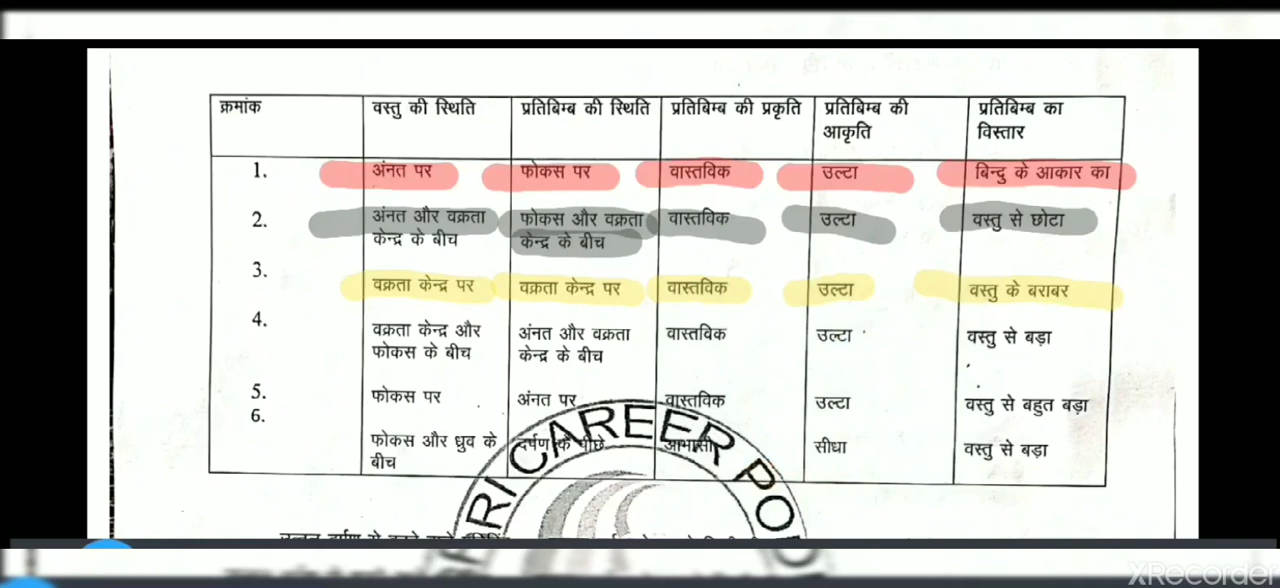 क्रमांक वस्तु की स्थिति प्रतिबिम्ब की स्थिति प्रतिबिम्ब की प्रकृति प्रतिबिम्ब की आकृति प्रतिबिम्ब का विस्तार
1. अंनत पर फोकस पर वास्तविक उल्टा बिन्दु के आकार का
2. अंनत और वक्रता केन्द्र के बीच फोकस और वक्रता केन्द्र के बीच वास्तविक उल्टा वस्तु से छोटा
3. वक्रता केन्द्र पर वक्रता केन्द्र पर वास्तविक उल्टा वस्तु के बराबर
4. वक्रता केन्द्र और फोकस के बीच अंनत और वक्रता केन्द्र के बीच वास्तविक उल्टा वस्तु से बड़ा
5. फोकस पर अंनत पर वास्तविक उल्टा वस्तु से बहुत बड़ा
6. फोकस और ध्रुव के बीच दर्पण के पीछे आभासी सीधा वस्तु से बड़ा
CAREER PO
XRecorder